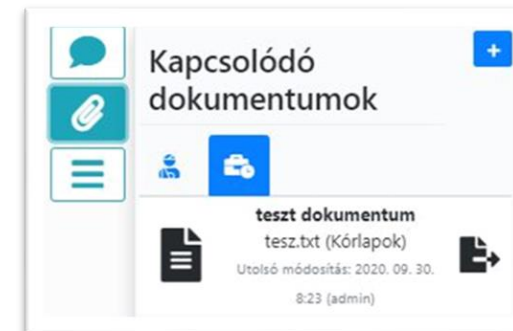 Kapcsolódó
dokumentumok
teszt dokumentum
tesz.txt (Kórlapok)
Utolsó módosítás: 2020. 09. 30.
8:23 (admin)